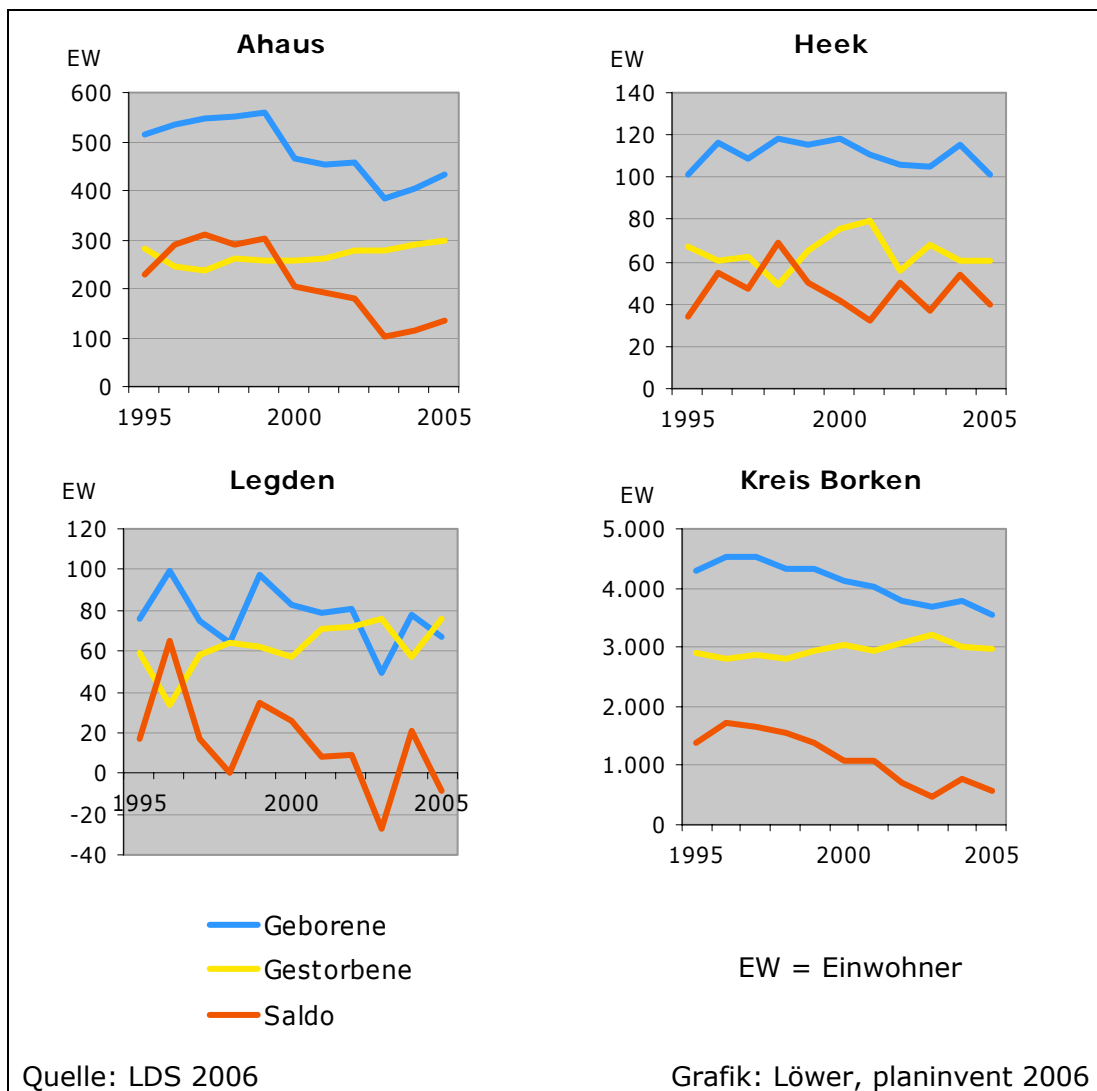 Ahaus
EW
600
500
400
300
200
100
0
1995 2000 2005
Heek
EW
140
120
100
80
60
40
20
0
1995 2000 2005
Legden
EW
120
100
80
60
40
20
0
-20
-40
1995 2000 2005
Kreis Borken
EW
5.000
4.000
3.000
2.000
1.000
0
1995 2000 2005
Geborene
Gestorbene
Saldo
EW = Einwohner
Quelle: LDS 2006
Grafik: Löwer, planinvent 2006